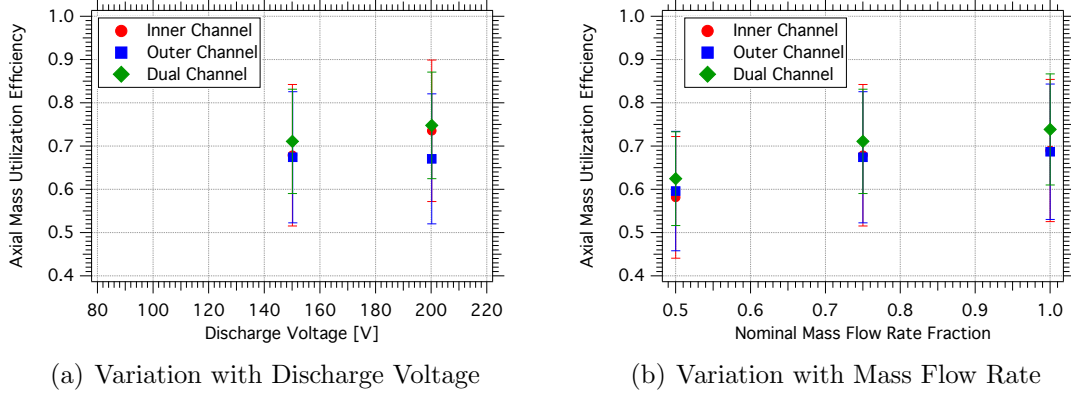 Axial Mass Utilization Efficiency
1.0
0.9
0.8
0.7
0.6
0.5
0.4
Inner Channel
Outer Channel
Dual Channel
80 100 120 140 160 180 200 220
Discharge Voltage [V]
(a) Variation with Discharge Voltage
Axial Mass Utilization Efficiency
1.0
0.9
0.8
0.7
0.6
0.5
0.4
Inner Channel
Outer Channel
Dual Channel
0.5 0.6 0.7 0.8 0.9 1.0
Nominal Mass Flow Rate Fraction
(b) Variation with Mass Flow Rate